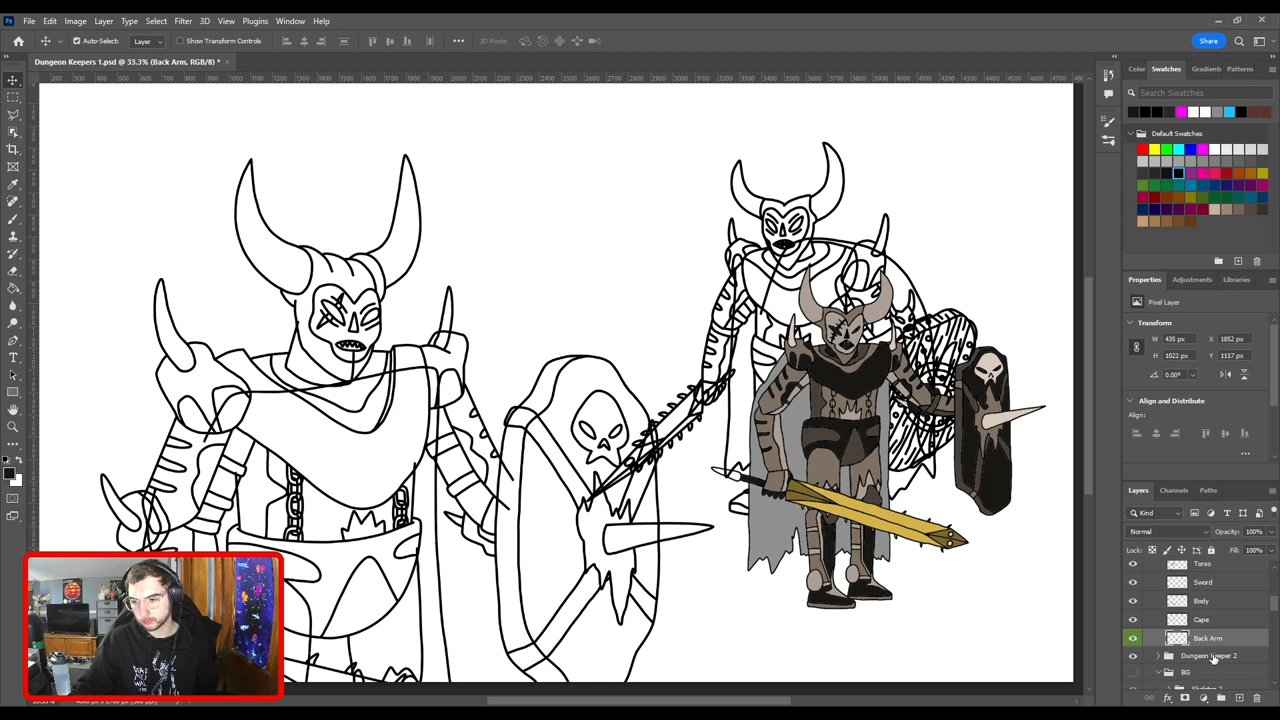 Ps File Edit Image Layer Type Select Filter 3D View Plugins Window Help
Auto-Select: Layer Show Transform Controls 3D Mode: Share
Dungeon Keepers 1.psd @ 33.3% (Back Arm, RGB/8) *
Color Swatches Gradients Patterns
Search Swatches
Default Swatches
Properties Adjustments Libraries
Pixel Layer
Transform
W 435 px X 1852 px
H 1022 px Y 1117 px
0.00°
Align and Distribute
Align:
Layers Channels Paths
Kind
Normal Opacity: 100%
Lock: Fill: 100%
Torso
Sword
Body
Cape
Back Arm
Dungeon Keeper 2
BG